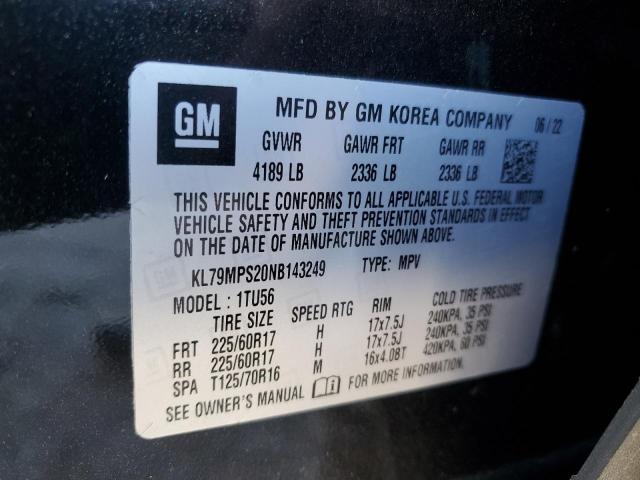 GM
MFD BY GM KOREA COMPANY 06/22
GVWR GAWR FRT GAWR RR
4189 LB 2336 LB 2336 LB
THIS VEHICLE CONFORMS TO ALL APPLICABLE U.S. FEDERAL MOTOR
VEHICLE SAFETY AND THEFT PREVENTION STANDARDS IN EFFECT
ON THE DATE OF MANUFACTURE SHOWN ABOVE.
KL79MPS20NB143249 TYPE: MPV
MODEL : 1TU56
TIRE SIZE SPEED RTG RIM COLD TIRE PRESSURE
FRT 225/60R17 H 17x7.5J 240KPA, 35 PSI
RR 225/60R17 H 17x7.5J 240KPA, 35 PSI
SPA T125/70R16 M 16x4.0BT 420KPA, 60 PSI
SEE OWNER'S MANUAL FOR MORE INFORMATION.